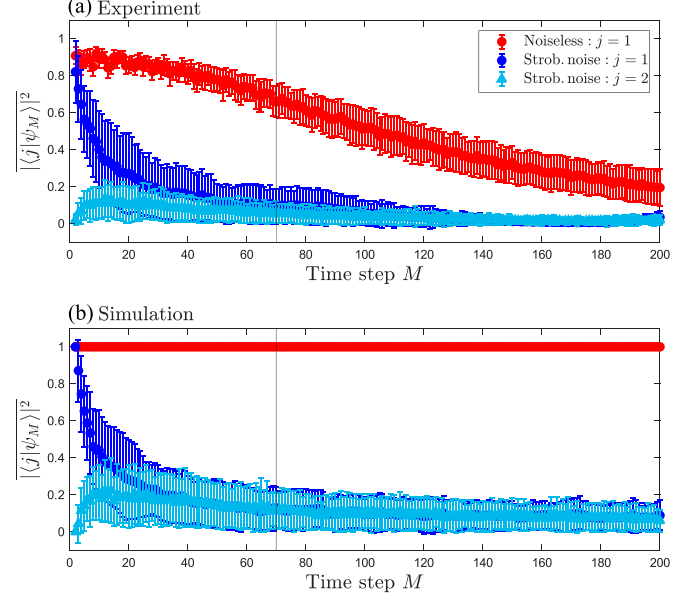 (a) Experiment
1
0.8
0.6
0.4
0.2
0
|⟨j|ψ_M⟩|²
Noiseless : j = 1
Strob. noise : j = 1
Strob. noise : j = 2
0 20 40 60 80 100 120 140 160 180 200
Time step M
(b) Simulation
1
0.8
0.6
0.4
0.2
0
|⟨j|ψ_M⟩|²
0 20 40 60 80 100 120 140 160 180 200
Time step M